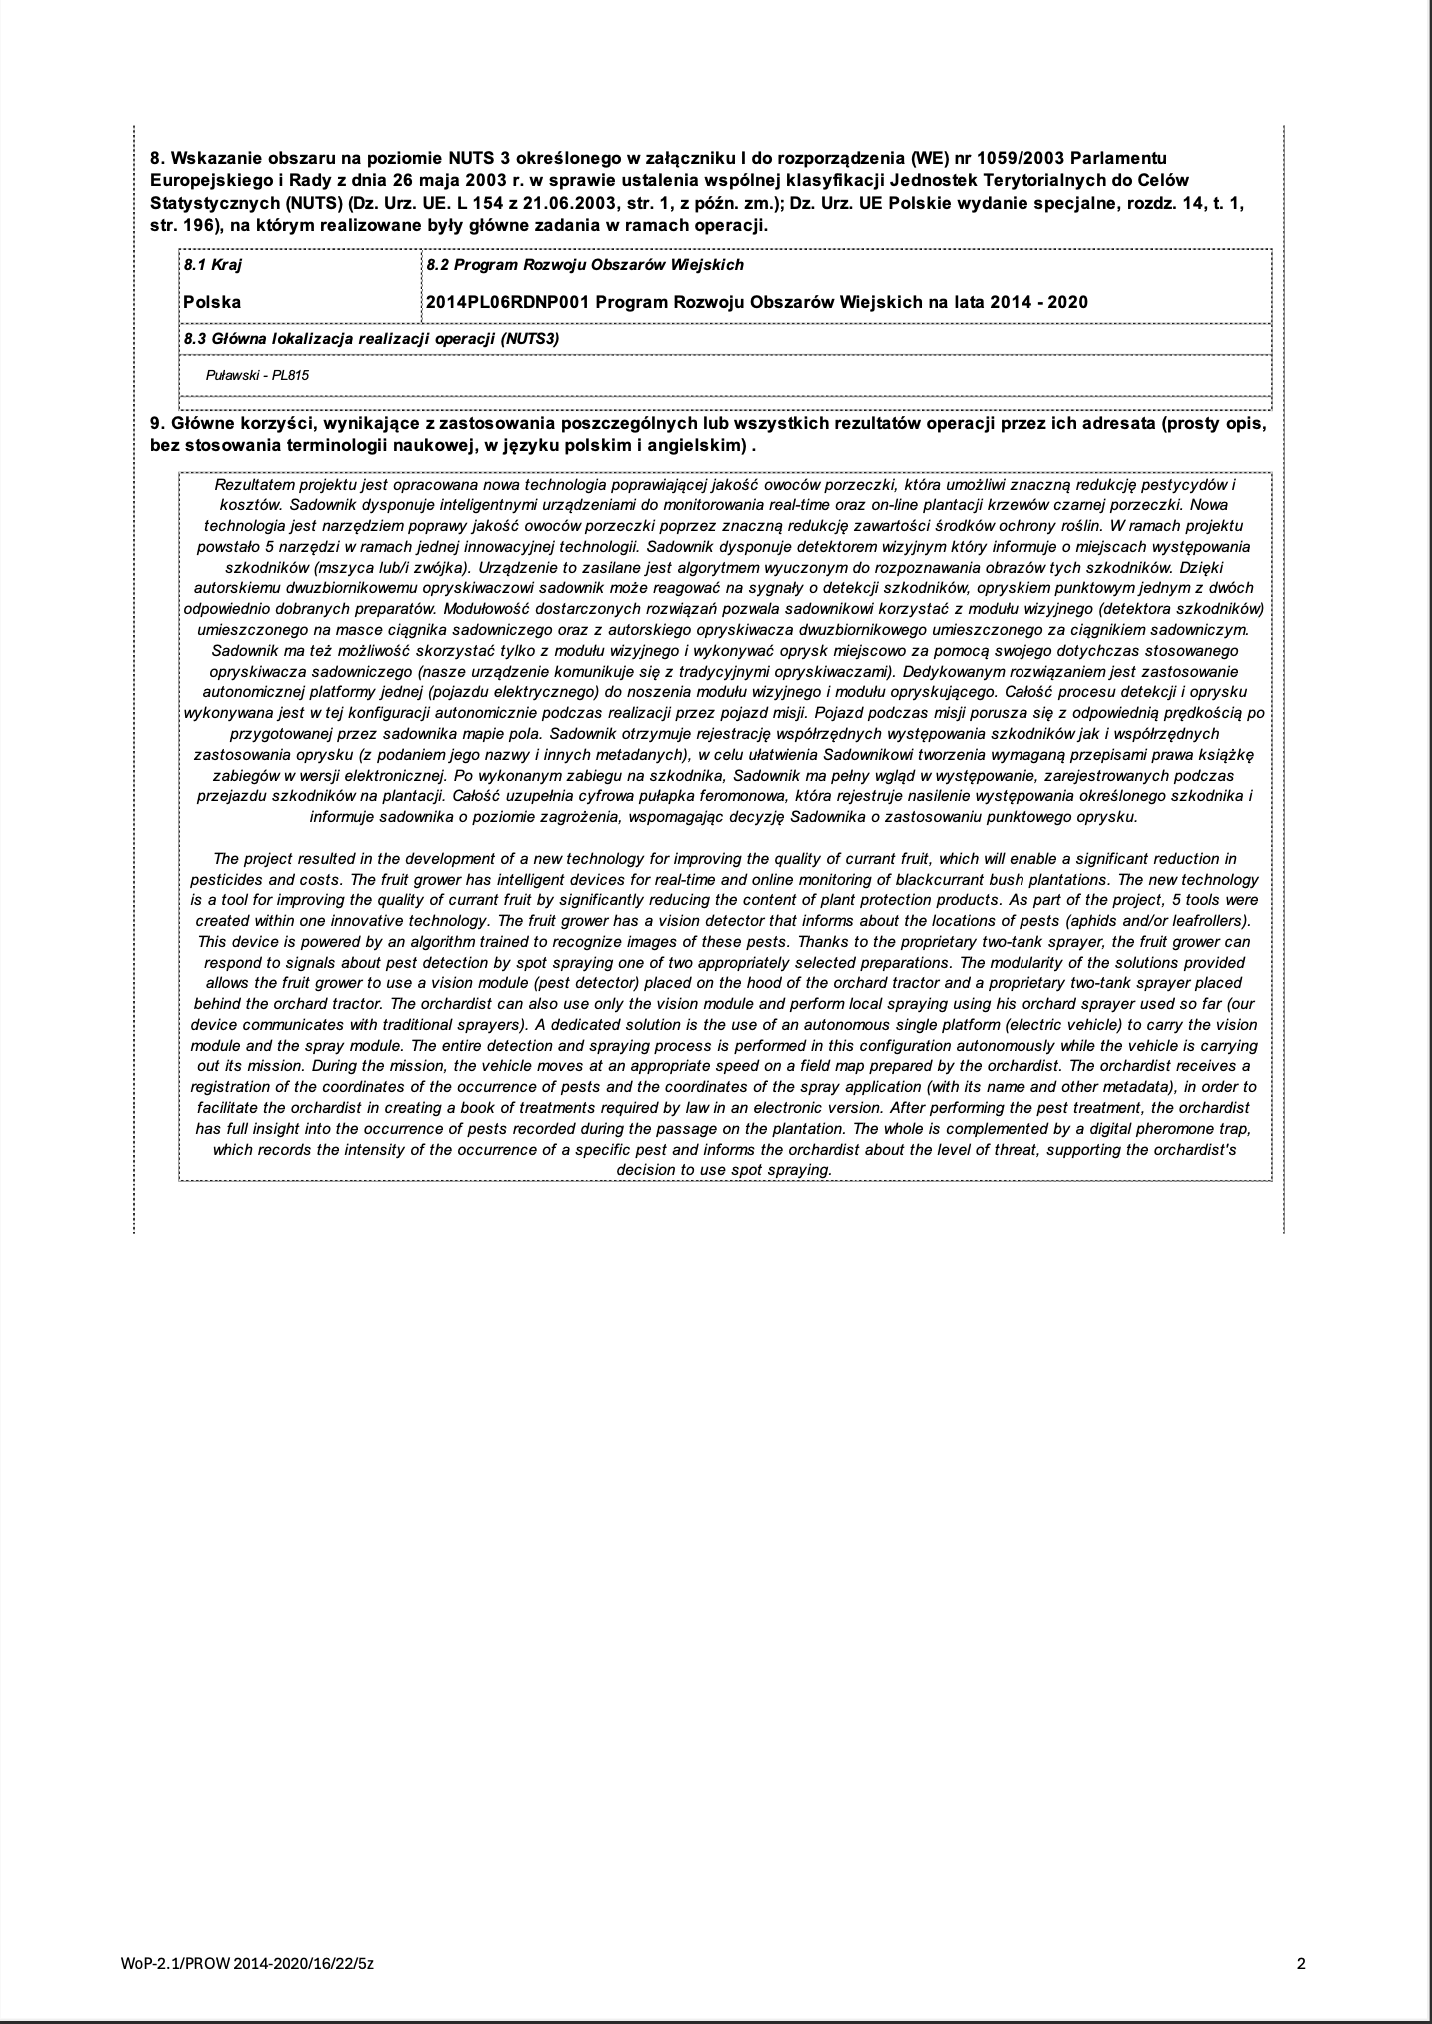 8. Wskazanie obszaru na poziomie NUTS 3 określonego w załączniku I do rozporządzenia (WE) nr 1059/2003 Parlamentu
Europejskiego i Rady z dnia 26 maja 2003 r. w sprawie ustalenia wspólnej klasyfikacji Jednostek Terytorialnych do Celów
Statystycznych (NUTS) (Dz. Urz. UE. L 154 z 21.06.2003, str. 1, z późn. zm.); Dz. Urz. UE Polskie wydanie specjalne, rozdz. 14, t. 1,
str. 196), na którym realizowane były główne zadania w ramach operacji.
8.1 Kraj
8.2 Program Rozwoju Obszarów Wiejskich
Polska
2014PL06RDNP001 Program Rozwoju Obszarów Wiejskich na lata 2014 - 2020
8.3 Główna lokalizacja realizacji operacji (NUTS3)
Puławski - PL815
9. Główne korzyści, wynikające z zastosowania poszczególnych lub wszystkich rezultatów operacji przez ich adresata (prosty opis,
bez stosowania terminologii naukowej, w języku polskim i angielskim) .
Rezultatem projektu jest opracowana nowa technologia poprawiającej jakość owoców porzeczki, która umożliwi znaczną redukcję pestycydów i
kosztów. Sadownik dysponuje inteligentnymi urządzeniami do monitorowania real-time oraz on-line plantacji krzewów czarnej porzeczki. Nowa
technologia jest narzędziem poprawy jakość owoców porzeczki poprzez znaczną redukcję zawartości środków ochrony roślin. W ramach projektu
powstało 5 narzędzi w ramach jednej innowacyjnej technologii. Sadownik dysponuje detektorem wizyjnym który informuje o miejscach występowania
szkodników (mszyca lub/i zwójka). Urządzenie to zasilane jest algorytmem wyuczonym do rozpoznawania obrazów tych szkodników. Dzięki
autorskiemu dwuzbiornikowemu opryskiwaczowi sadownik może reagować na sygnały o detekcji szkodników, opryskiem punktowym jednym z dwóch
odpowiednio dobranych preparatów. Modułowość dostarczonych rozwiązań pozwala sadownikowi korzystać z modułu wizyjnego (detektora szkodników)
umieszczonego na masce ciągnika sadowniczego oraz z autorskiego opryskiwacza dwuzbiornikowego umieszczonego za ciągnikiem sadowniczym.
Sadownik ma też możliwość skorzystać tylko z modułu wizyjnego i wykonywać oprysk miejscowo za pomocą swojego dotychczas stosowanego
opryskiwacza sadowniczego (nasze urządzenie komunikuje się z tradycyjnymi opryskiwaczami). Dedykowanym rozwiązaniem jest zastosowanie
autonomicznej platformy jednej (pojazdu elektrycznego) do noszenia modułu wizyjnego i modułu opryskującego. Całość procesu detekcji i oprysku
wykonywana jest w tej konfiguracji autonomicznie podczas realizacji przez pojazd misji. Pojazd podczas misji porusza się z odpowiednią prędkością po
przygotowanej przez sadownika mapie pola. Sadownik otrzymuje rejestrację współrzędnych występowania szkodników jak i współrzędnych
zastosowania oprysku (z podaniem jego nazwy i innych metadanych), w celu ułatwienia Sadownikowi tworzenia wymaganą przepisami prawa książkę
zabiegów w wersji elektronicznej. Po wykonanym zabiegu na szkodnika, Sadownik ma pełny wgląd w występowanie, zarejestrowanych podczas
przejazdu szkodników na plantacji. Całość uzupełnia cyfrowa pułapka feromonowa, która rejestruje nasilenie występowania określonego szkodnika i
informuje sadownika o poziomie zagrożenia, wspomagając decyzję Sadownika o zastosowaniu punktowego oprysku.
The project resulted in the development of a new technology for improving the quality of currant fruit, which will enable a significant reduction in
pesticides and costs. The fruit grower has intelligent devices for real-time and online monitoring of blackcurrant bush plantations. The new technology
is a tool for improving the quality of currant fruit by significantly reducing the content of plant protection products. As part of the project, 5 tools were
created within one innovative technology. The fruit grower has a vision detector that informs about the locations of pests (aphids and/or leafrollers).
This device is powered by an algorithm trained to recognize images of these pests. Thanks to the proprietary two-tank sprayer, the fruit grower can
respond to signals about pest detection by spot spraying one of two appropriately selected preparations. The modularity of the solutions provided
allows the fruit grower to use a vision module (pest detector) placed on the hood of the orchard tractor and a proprietary two-tank sprayer placed
behind the orchard tractor. The orchardist can also use only the vision module and perform local spraying using his orchard sprayer used so far (our
device communicates with traditional sprayers). A dedicated solution is the use of an autonomous single platform (electric vehicle) to carry the vision
module and the spray module. The entire detection and spraying process is performed in this configuration autonomously while the vehicle is carrying
out its mission. During the mission, the vehicle moves at an appropriate speed on a field map prepared by the orchardist. The orchardist receives a
registration of the coordinates of the occurrence of pests and the coordinates of the spray application (with its name and other metadata), in order to
facilitate the orchardist in creating a book of treatments required by law in an electronic version. After performing the pest treatment, the orchardist
has full insight into the occurrence of pests recorded during the passage on the plantation. The whole is complemented by a digital pheromone trap,
which records the intensity of the occurrence of a specific pest and informs the orchardist about the level of threat, supporting the orchardist's
decision to use spot spraying.
WoP-2.1/PROW 2014-2020/16/22/5z
2